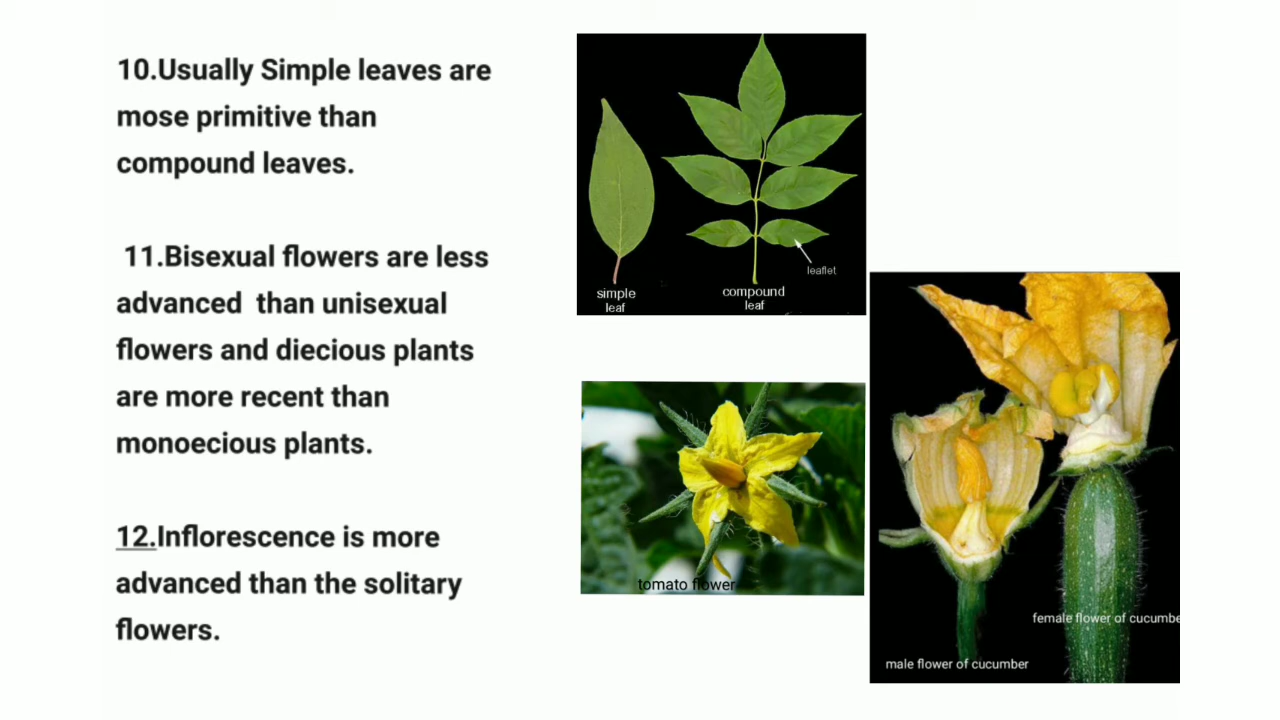 10.Usually Simple leaves are
mose primitive than
compound leaves.
11.Bisexual flowers are less
advanced than unisexual
flowers and diecious plants
are more recent than
monoecious plants.
12.Inflorescence is more
advanced than the solitary
flowers.
leaflet
simple
leaf
compound
leaf
tomato flower
female flower of cucumbe
male flower of cucumber